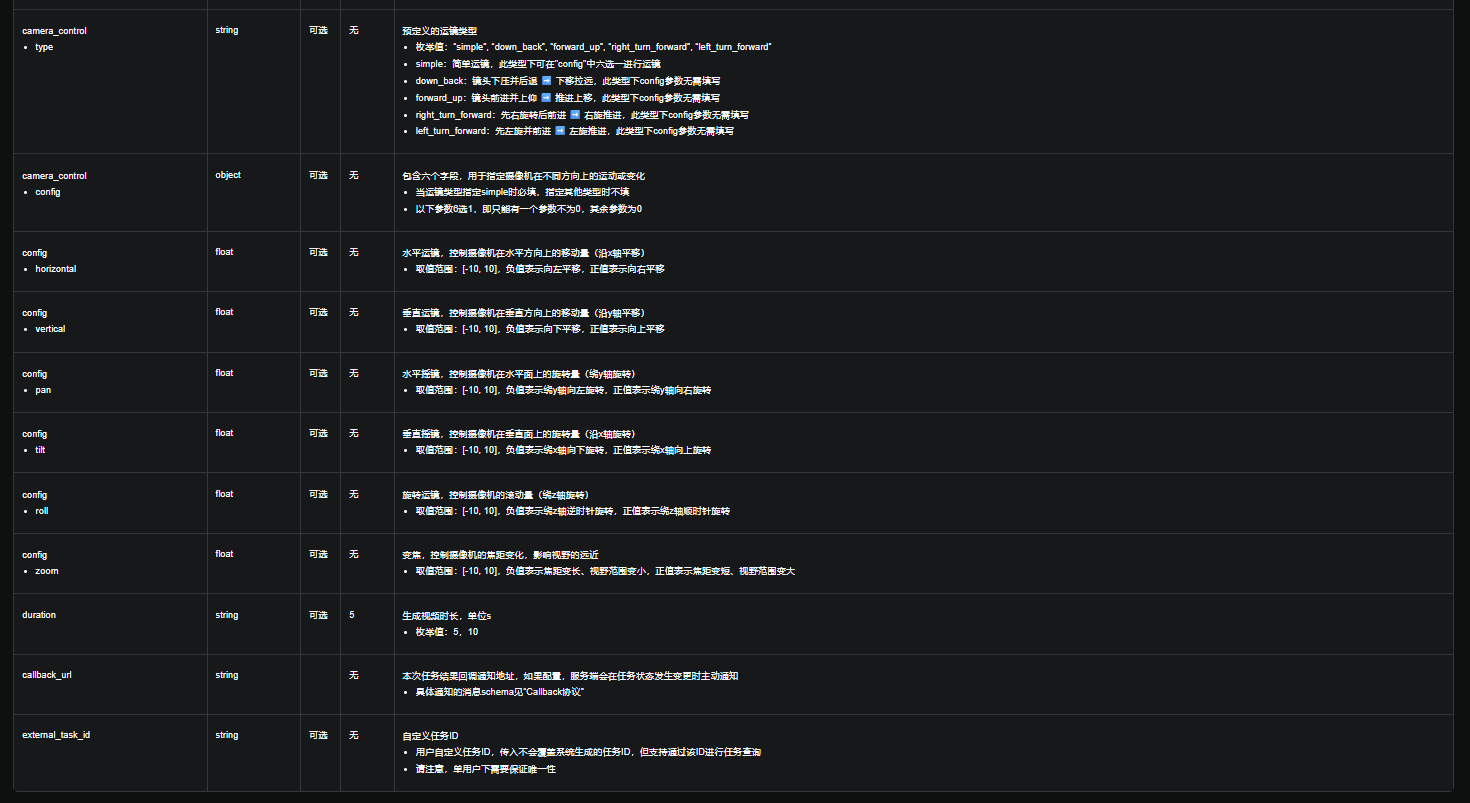 camera_control
• type
string
可选
无
预定义的运镜类型
• 枚举值："simple", "down_back", "forward_up", "right_turn_forward", "left_turn_forward"
• simple：简单运镜，此类型下可在"config"中六选一进行运镜
• down_back：镜头下压并后退 ➡️ 下移拉远，此类型下config参数无需填写
• forward_up：镜头前进并上仰 ➡️ 推进上移，此类型下config参数无需填写
• right_turn_forward：先右旋转后前进 ➡️ 右旋推进，此类型下config参数无需填写
• left_turn_forward：先左旋并前进 ➡️ 左旋推进，此类型下config参数无需填写
camera_control
• config
object
可选
无
包含六个字段，用于指定摄像机在不同方向上的运动或变化
• 当运镜类型指定simple时必填，指定其他类型时不填
• 以下参数6选1，即只能有一个参数不为0，其余参数为0
config
• horizontal
float
可选
无
水平运镜，控制摄像机在水平方向上的移动量（沿x轴平移）
• 取值范围：[-10, 10]，负值表示向左平移，正值表示向右平移
config
• vertical
float
可选
无
垂直运镜，控制摄像机在垂直方向上的移动量（沿y轴平移）
• 取值范围：[-10, 10]，负值表示向下平移，正值表示向上平移
config
• pan
float
可选
无
水平摇镜，控制摄像机在水平面上的旋转量（绕y轴旋转）
• 取值范围：[-10, 10]，负值表示绕y轴向左旋转，正值表示绕y轴向右旋转
config
• tilt
float
可选
无
垂直摇镜，控制摄像机在垂直面上的旋转量（沿x轴旋转）
• 取值范围：[-10, 10]，负值表示绕x轴向下旋转，正值表示绕x轴向上旋转
config
• roll
float
可选
无
旋转运镜，控制摄像机的滚动量（绕z轴旋转）
• 取值范围：[-10, 10]，负值表示绕z轴逆时针旋转，正值表示绕z轴顺时针旋转
config
• zoom
float
可选
无
变焦，控制摄像机的焦距变化，影响视野的远近
• 取值范围：[-10, 10]，负值表示焦距变长、视野范围变小，正值表示焦距变短、视野范围变大
duration
string
可选
5
生成视频时长，单位s
• 枚举值：5，10
callback_url
string
无
本次任务结果回调通知地址，如果配置，服务端会在任务状态发生变更时主动通知
• 具体通知的消息schema见"Callback协议"
external_task_id
string
可选
无
自定义任务ID
• 用户自定义任务ID，传入不会覆盖系统生成的任务ID，但支持通过该ID进行任务查询
• 请注意，单用户下需要保证唯一性